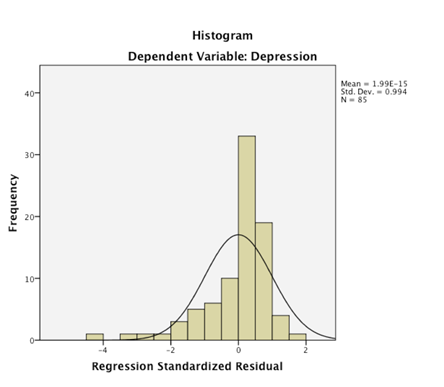 Histogram
Dependent Variable: Depression
Mean = 1.99E-15
Std. Dev. = 0.994
N = 85
Frequency
40
30
20
10
0
-4
-2
0
2
Regression Standardized Residual